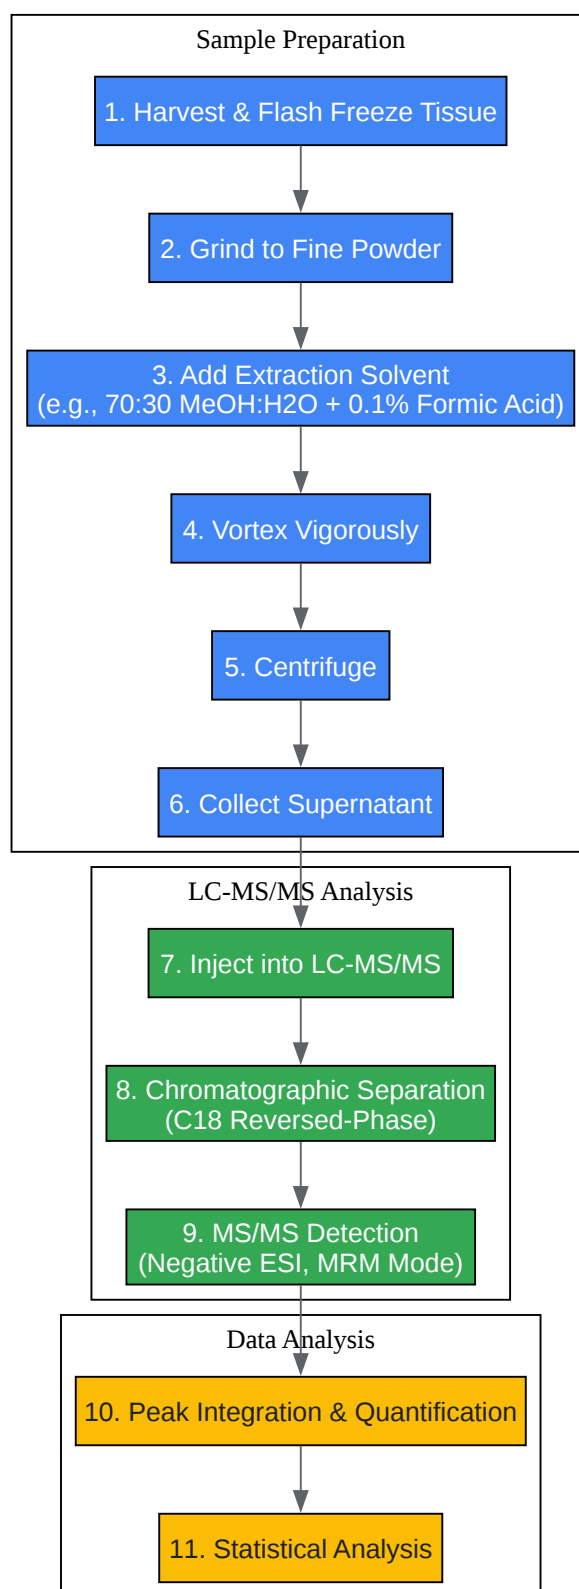 Sample Preparation
1. Harvest & Flash Freeze Tissue
2. Grind to Fine Powder
3. Add Extraction Solvent
(e.g., 70:30 MeOH:H2O + 0.1% Formic Acid)
4. Vortex Vigorously
5. Centrifuge
6. Collect Supernatant
LC-MS/MS Analysis
7. Inject into LC-MS/MS
8. Chromatographic Separation
(C18 Reversed-Phase)
9. MS/MS Detection
(Negative ESI, MRM Mode)
Data Analysis
10. Peak Integration & Quantification
11. Statistical Analysis